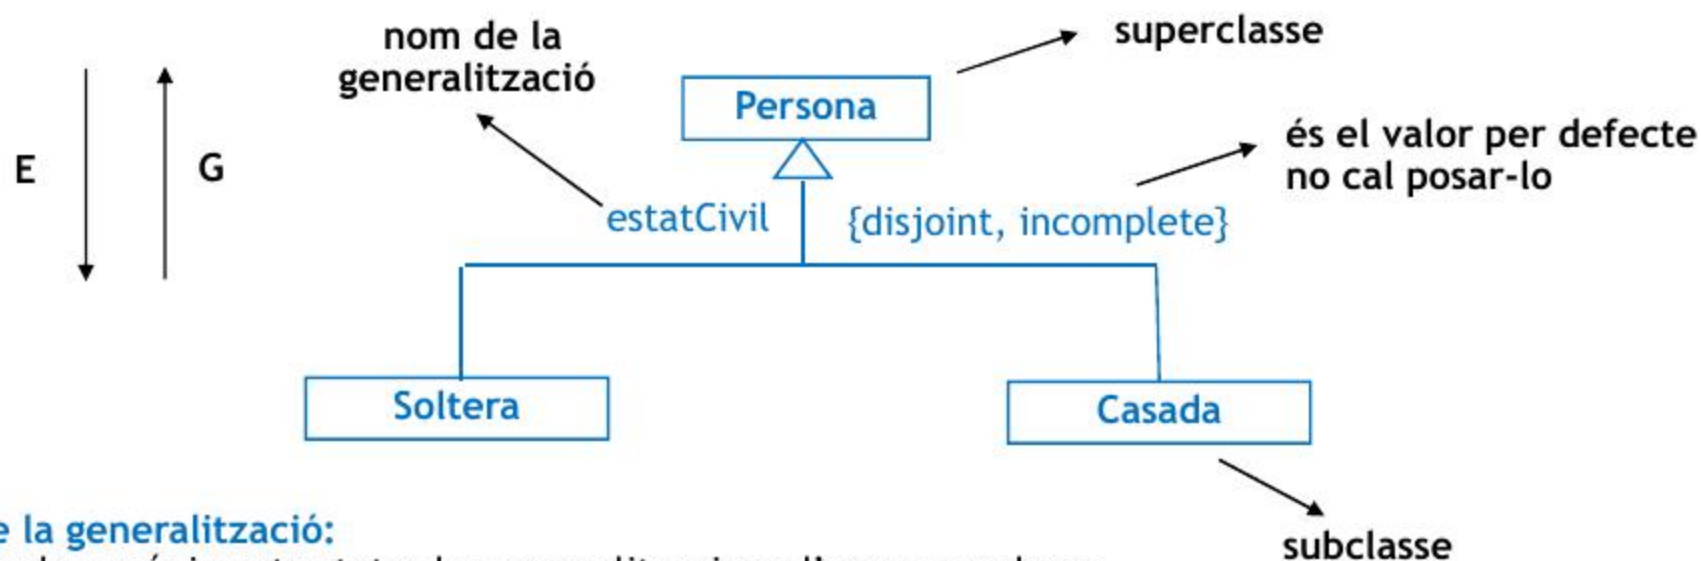 nom de la
generalització
superclasse
Persona
és el valor per defecte
no cal posar-lo
E
G
estatCivil
{disjoint, incomplete}
Soltera
Casada
la generalització:
subclasse